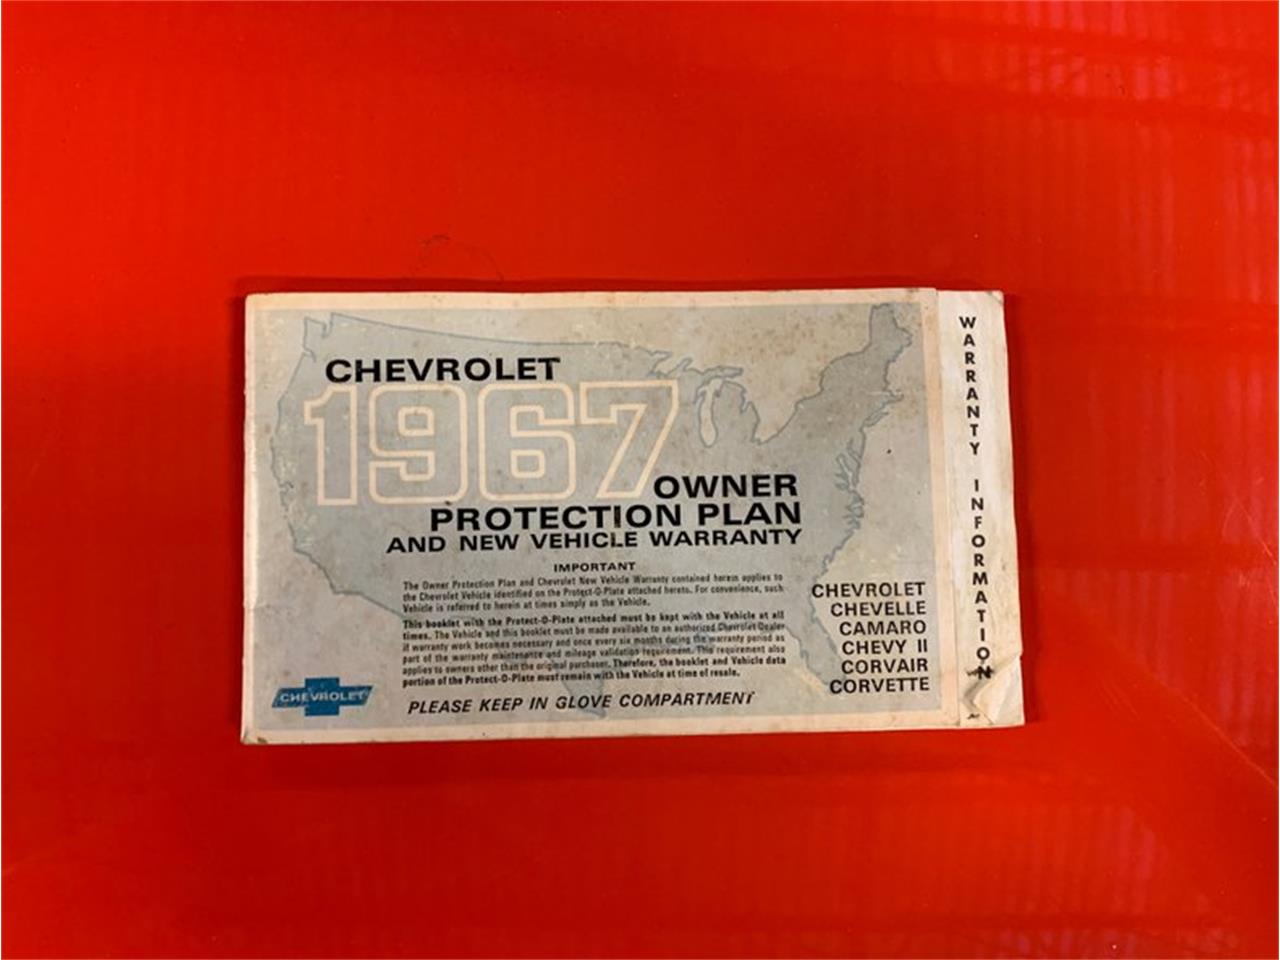 CHEVROLET
1967
OWNER
PROTECTION PLAN
AND NEW VEHICLE WARRANTY
IMPORTANT
The Owner Protection Plan and Chevrolet New Vehicle Warranty contained herein applies to
the Chevrolet Vehicle identified on the Protect-O-Plate attached hereto. For convenience, such
Vehicle is referred to herein at times simply as the Vehicle.
This booklet with the Protect-O-Plate attached must be kept with the Vehicle at all
times. The Vehicle and this booklet must be made available to an authorized Chevrolet Dealer
if warranty work becomes necessary and once every six months during the warranty period as
part of the warranty maintenance and mileage validation requirement. This requirement also
applies to owners other than the original purchaser. Therefore, the booklet and Vehicle data
portion of the Protect-O-Plate must remain with the Vehicle at time of resale.
PLEASE KEEP IN GLOVE COMPARTMENT
CHEVROLET
CHEVROLET
CHEVELLE
CAMARO
CHEVY II
CORVAIR
CORVETTE
WARRANTY INFORMATION